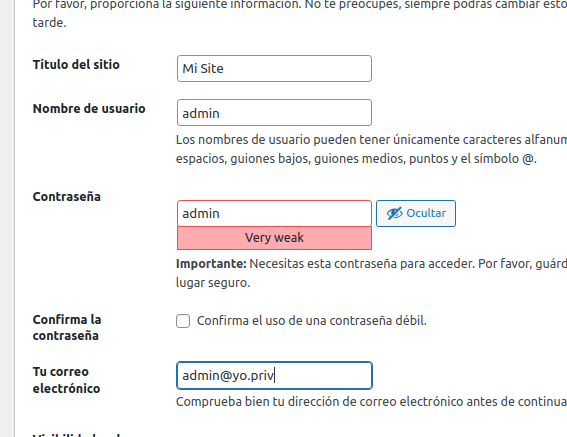 Por favor, proporciona la siguiente información. No te preocupes, siempre podrás cambiar esto
tarde.
Título del sitio
Mi Site
Nombre de usuario
admin
Los nombres de usuario pueden tener únicamente caracteres alfanum
espacios, guiones bajos, guiones medios, puntos y el símbolo @.
Contraseña
admin
Ocultar
Very weak
Importante: Necesitas esta contraseña para acceder. Por favor, guárd
lugar seguro.
Confirma la
contraseña
Confirma el uso de una contraseña débil.
Tu correo
electrónico
admin@yo.priv
Comprueba bien tu dirección de correo electrónico antes de continua